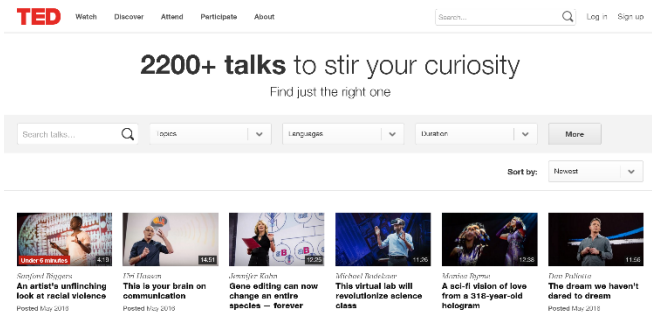 TED Watch Discover Attend Participate About Search... Log in Sign up
2200+ talks to stir your curiosity
Find just the right one
Search talks... Topics Languages Duration More
Sort by: Newest
Under 6 minutes 4:13 14:51 12:25 11:26 12:38 11:56
Sanford Biggers
An artist's unflinching
look at racial violence
Posted May 2016
Uri Hasson
This is your brain on
communication
Posted May 2016
Jennifer Kahn
Gene editing can now
change an entire
species — forever
Michael Bodekaer
This virtual lab will
revolutionize science
class
Monica Byrne
A sci-fi vision of love
from a 318-year-old
hologram
Dan Pallotta
The dream we haven't
dared to dream
Posted May 2016